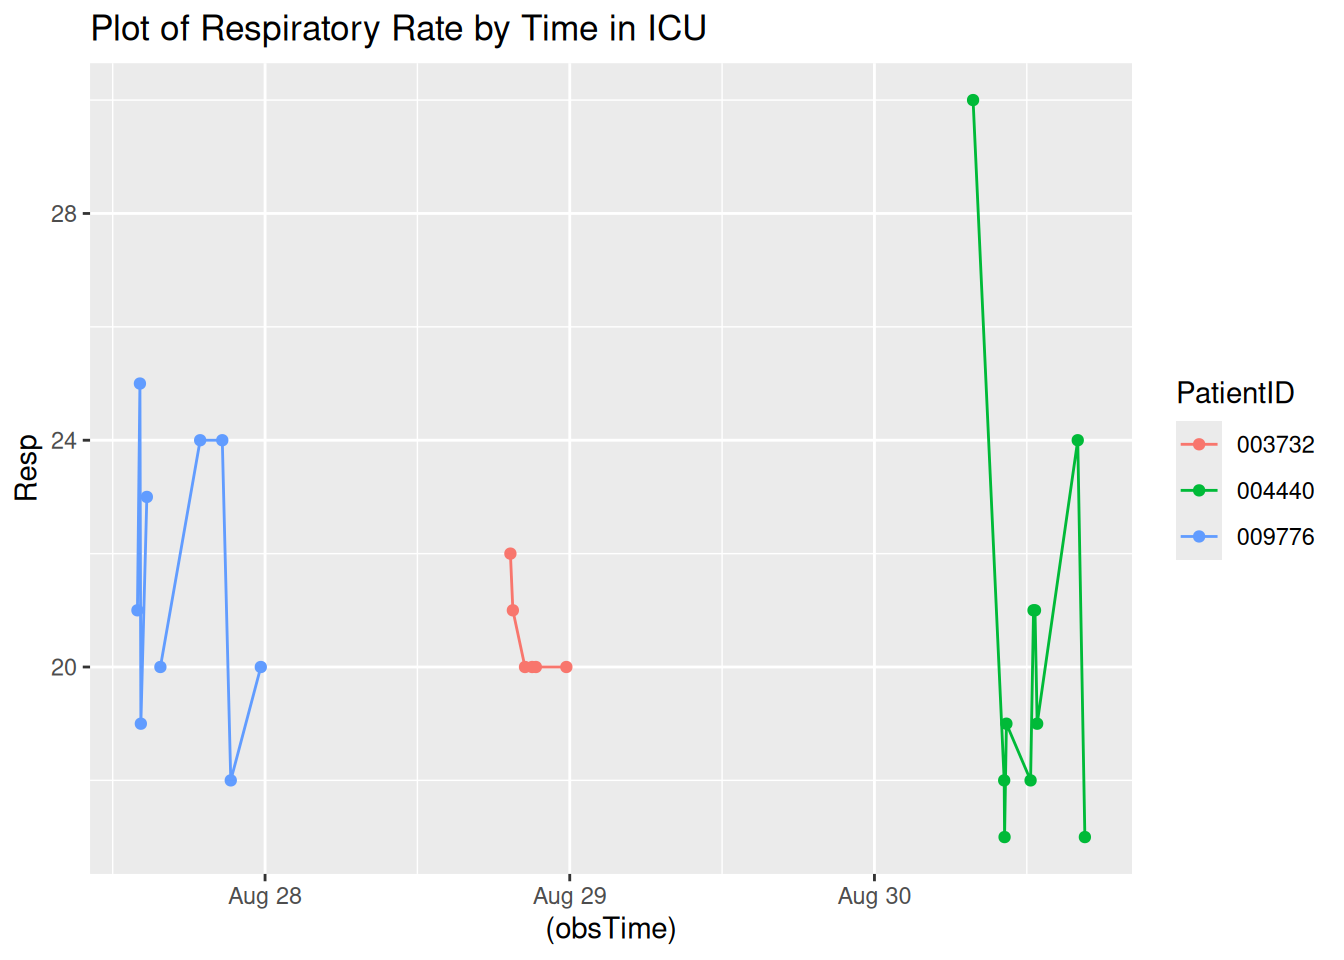 Plot of Respiratory Rate by Time in ICU
28
24
20
Resp
Aug 28
Aug 29
Aug 30
(obsTime)
PatientID
003732
004440
009776